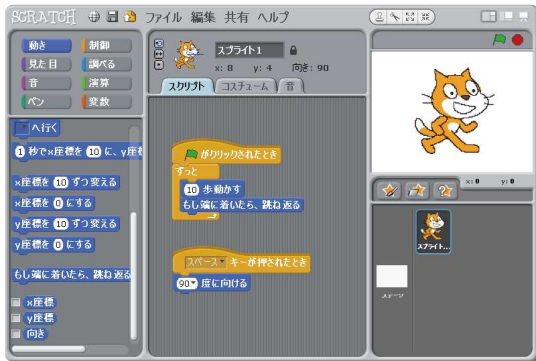 SCRATCH ファイル 編集 共有 ヘルプ
動き 制御
見た目 調べる
音 演算
ペン 変数
へ行く
1 秒でx座標を 10 に、y座標
x座標を 10 ずつ変える
x座標を 0 にする
y座標を 10 ずつ変える
y座標を 0 にする
もし端に着いたら、跳ね返る
x座標
y座標
向き
スプライト1
x: 8 y: 4 向き: 90
スクリプト コスチューム 音
がクリックされたとき
ずっと
10 歩動かす
もし端に着いたら、跳ね返る
スペース キーが押されたとき
90 度に向ける
x: 0 y: 0
スプライト...
ステージ